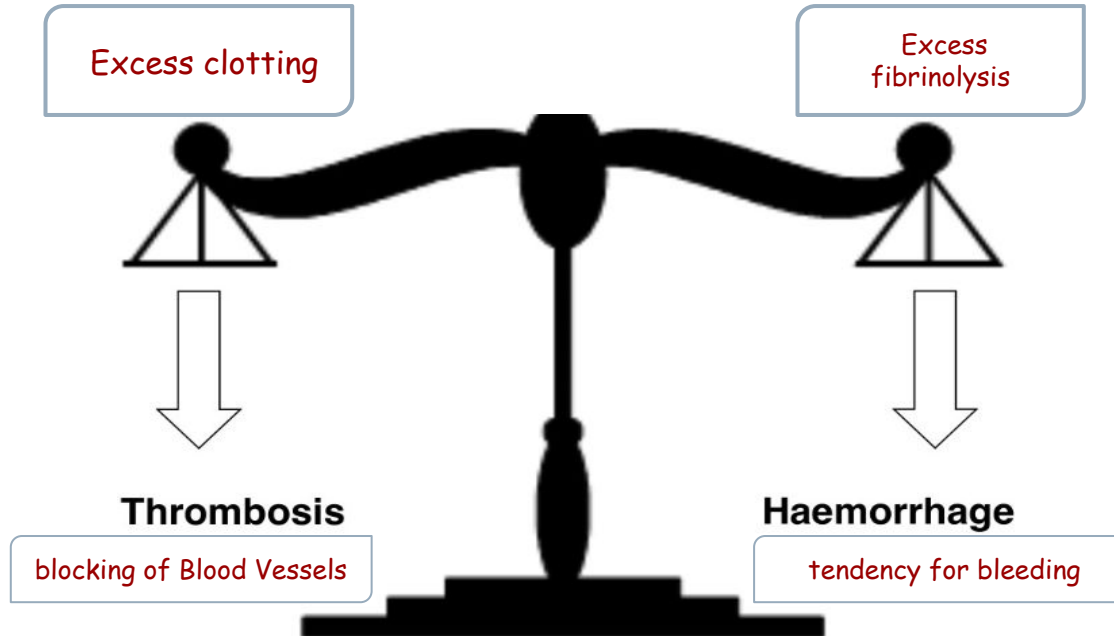 Excess clotting
Excess
fibrinolysis
Thrombosis
Haemorrhage
blocking of Blood Vessels
tendency for bleeding